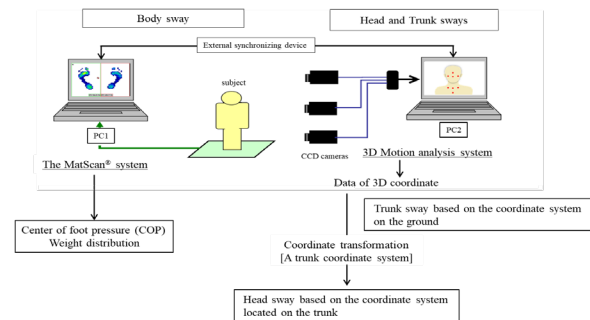 Body sway
Head and Trunk sways
External synchronizing device
subject
PC1
PC2
CCD cameras
The MatScan® system
3D Motion analysis system
Data of 3D coordinate
Center of foot pressure (COP)
Weight distribution
Trunk sway based on the coordinate system
on the ground
Coordinate transformation
[A trunk coordinate system]
Head sway based on the coordinate system
located on the trunk